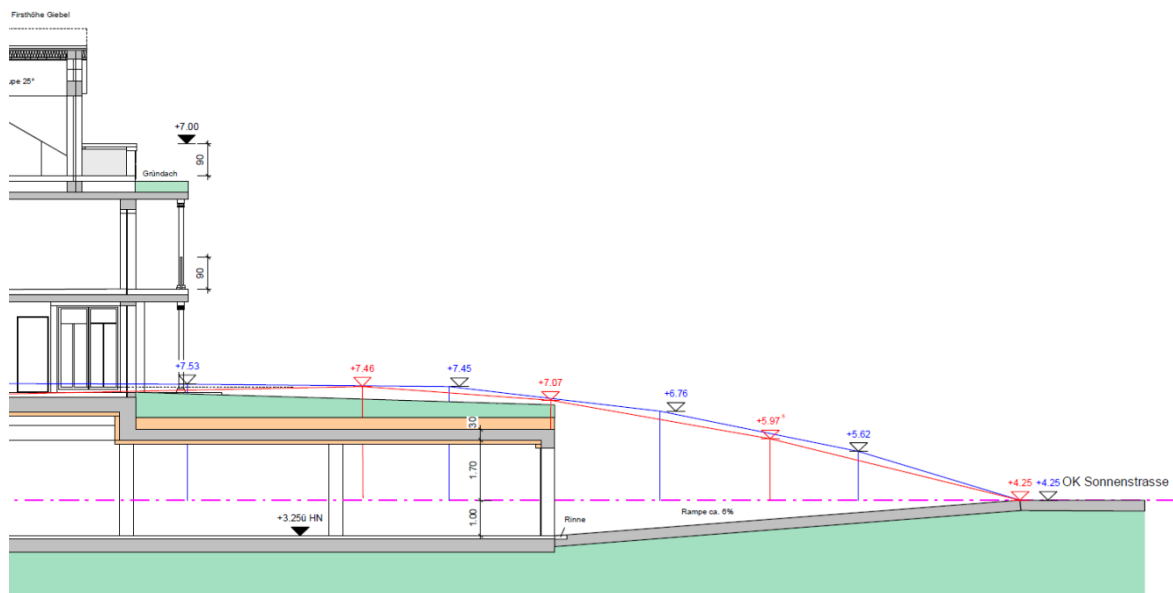 Firsthöhe Giebel
upe 25°
+7.00
90
Gründach
90
+7.53
+7.46
+7.45
+7.07
+6.76
+5.97
+5.62
30
1.70
+4.25
+4.25
OK Sonnenstrasse
1.00
+3.25ü HN
Rinne
Rampe ca. 6%